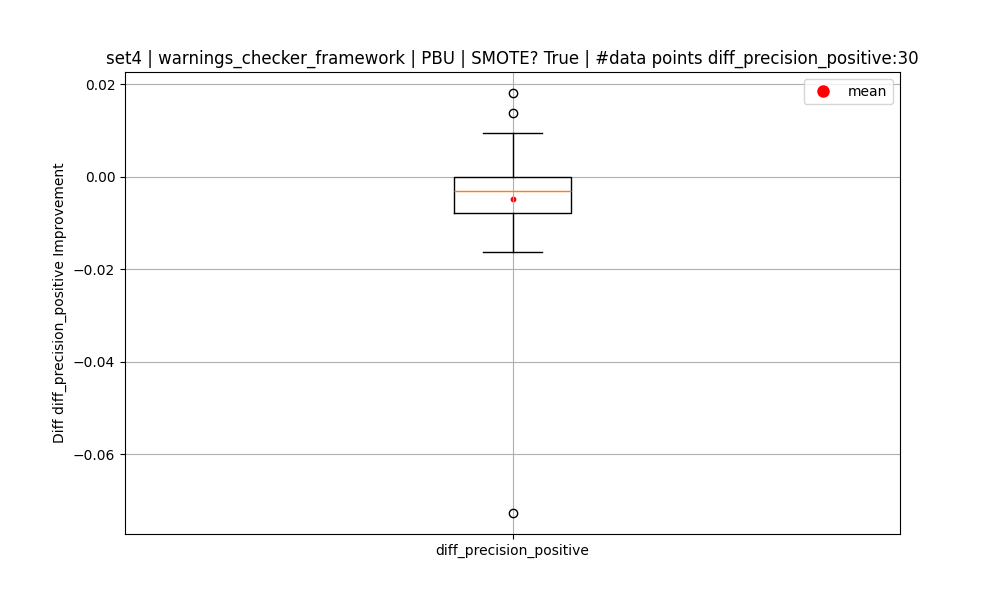 set4 | warnings_checker_framework | PBU | SMOTE? True | #data points diff_precision_positive:30
mean
0.02
0.00
−0.02
−0.04
−0.06
Diff diff_precision_positive Improvement
diff_precision_positive